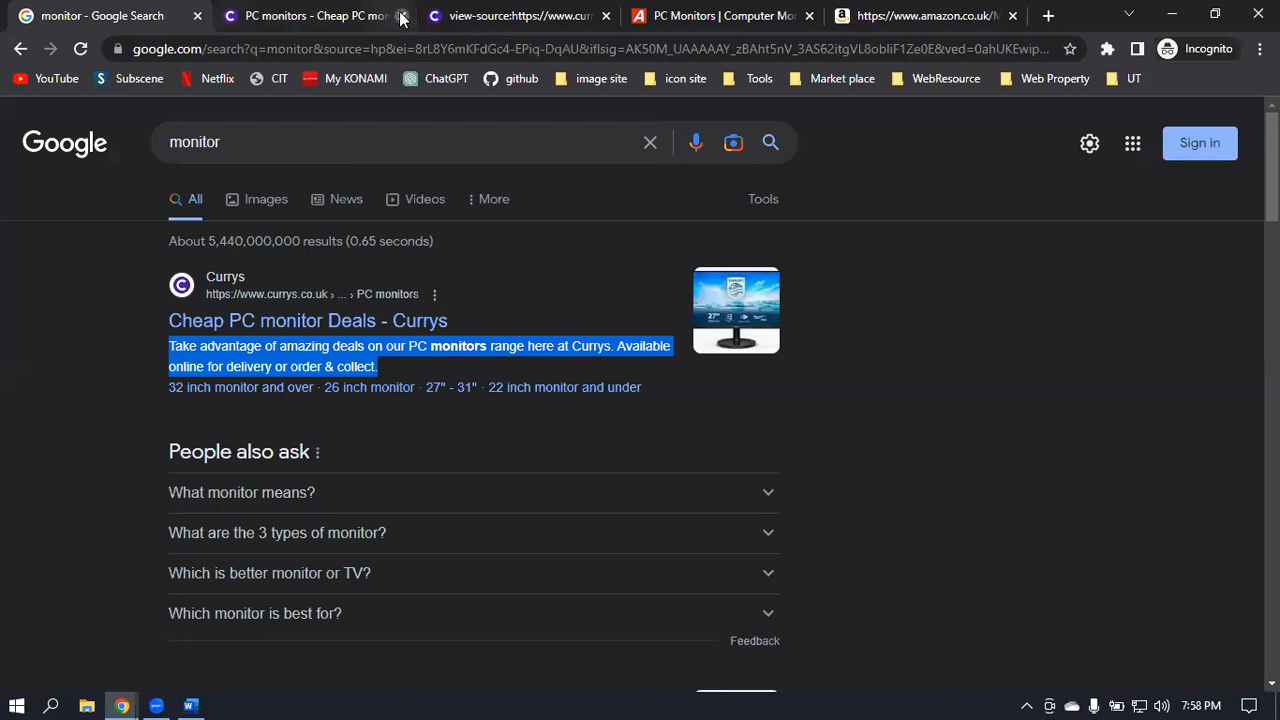 monitor - Google Search
PC monitors - Cheap PC mon
view-source:https://www.curr
PC Monitors | Computer Mo
https://www.amazon.co.uk/M
google.com/search?q=monitor&source=hp&ei=8rL8Y6mKFdGc4-EPiq-DqAU&iflsig=AK50M_UAAAAAY_zBAht5nV_3AS62itgVL8obliF1Ze0E&ved=0ahUKEwip...
Incognito
YouTube
Subscene
Netflix
CIT
My KONAMI
ChatGPT
github
image site
icon site
Tools
Market place
WebResource
Web Property
UT
Google
monitor
Sign in
All
Images
News
Videos
More
Tools
About 5,440,000,000 results (0.65 seconds)
Currys
https://www.currys.co.uk › ... › PC monitors
Cheap PC monitor Deals - Currys
Take advantage of amazing deals on our PC monitors range here at Currys. Available
online for delivery or order & collect.
32 inch monitor and over · 26 inch monitor · 27" - 31" · 22 inch monitor and under
People also ask
What monitor means?
What are the 3 types of monitor?
Which is better monitor or TV?
Which monitor is best for?
Feedback
7:58 PM